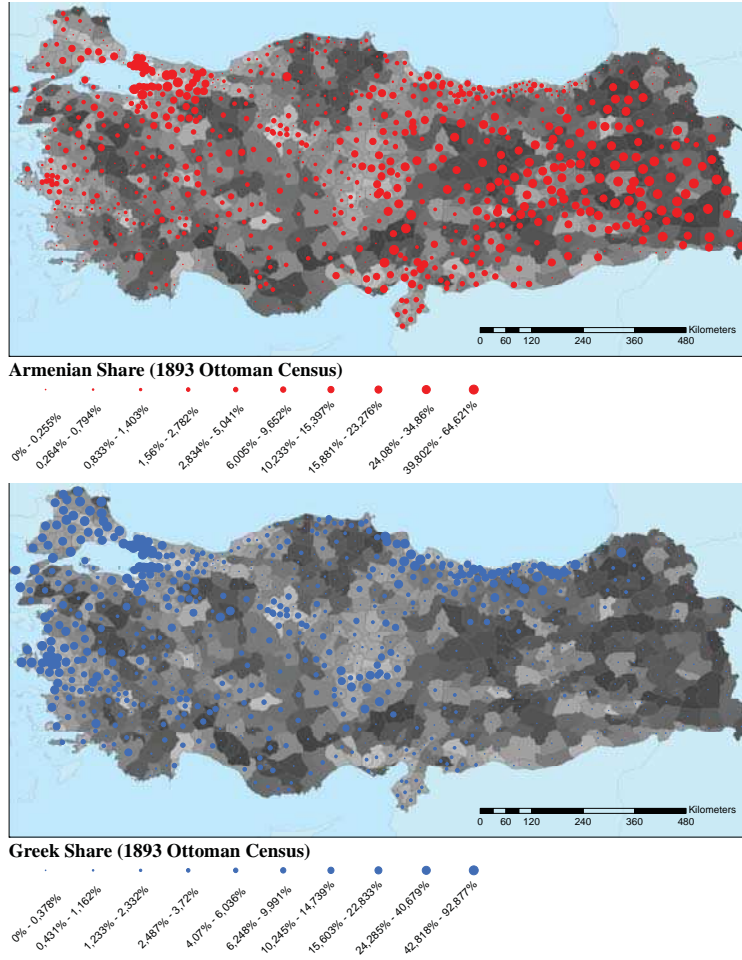 Kilometers
0 60 120 240 360 480
Armenian Share (1893 Ottoman Census)
0% - 0,255%
0,264% - 0,794%
0,833% - 1,403%
1,56% - 2,782%
2,834% - 5,041%
6,005% - 9,652%
10,233% - 15,397%
15,881% - 23,276%
24,08% - 34,86%
39,802% - 64,621%
Kilometers
0 60 120 240 360 480
Greek Share (1893 Ottoman Census)
0% - 0,378%
0,431% - 1,162%
1,233% - 2,332%
2,487% - 3,72%
4,07% - 6,036%
6,248% - 9,991%
10,245% - 14,739%
15,603% - 22,833%
24,285% - 40,679%
42,818% - 92,877%